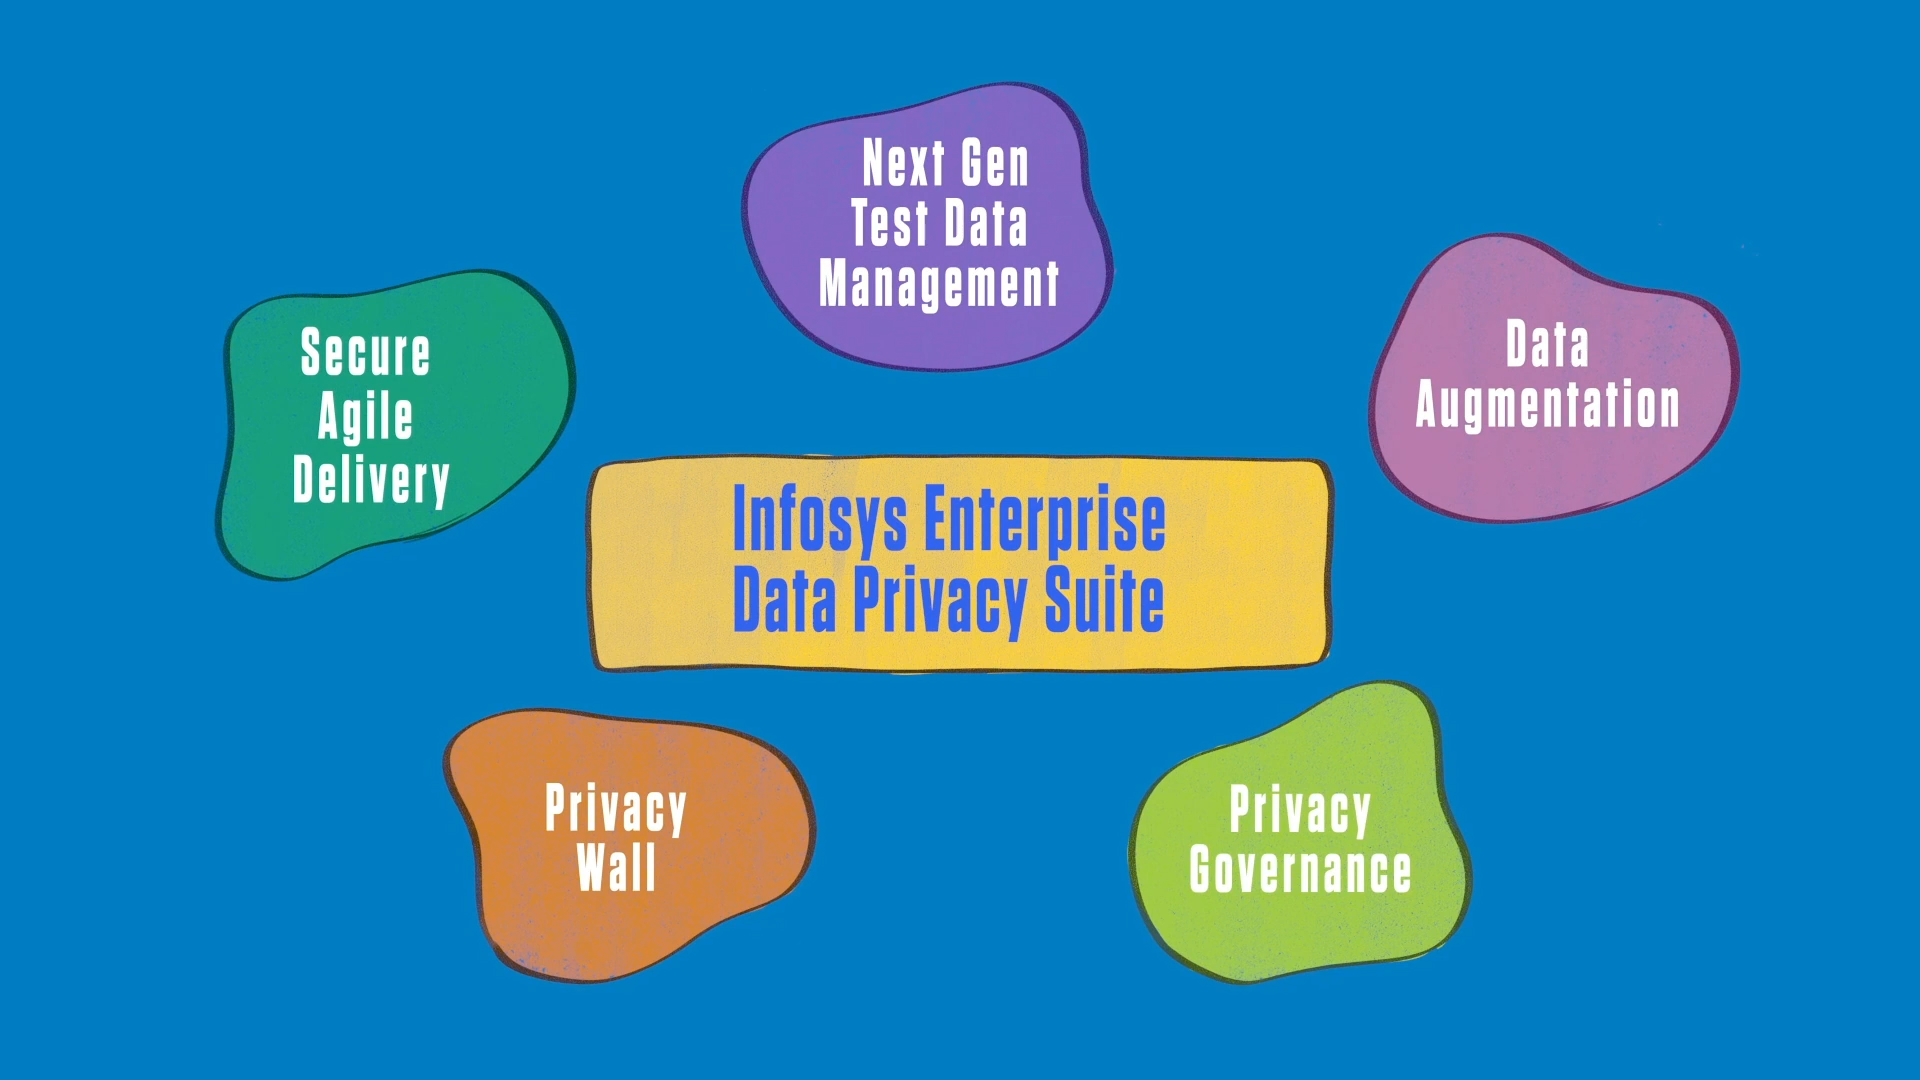 Next Gen
Test Data
Management
Secure
Agile
Delivery
Data
Augmentation
Infosys Enterprise
Data Privacy Suite
Privacy
Wall
Privacy
Governance